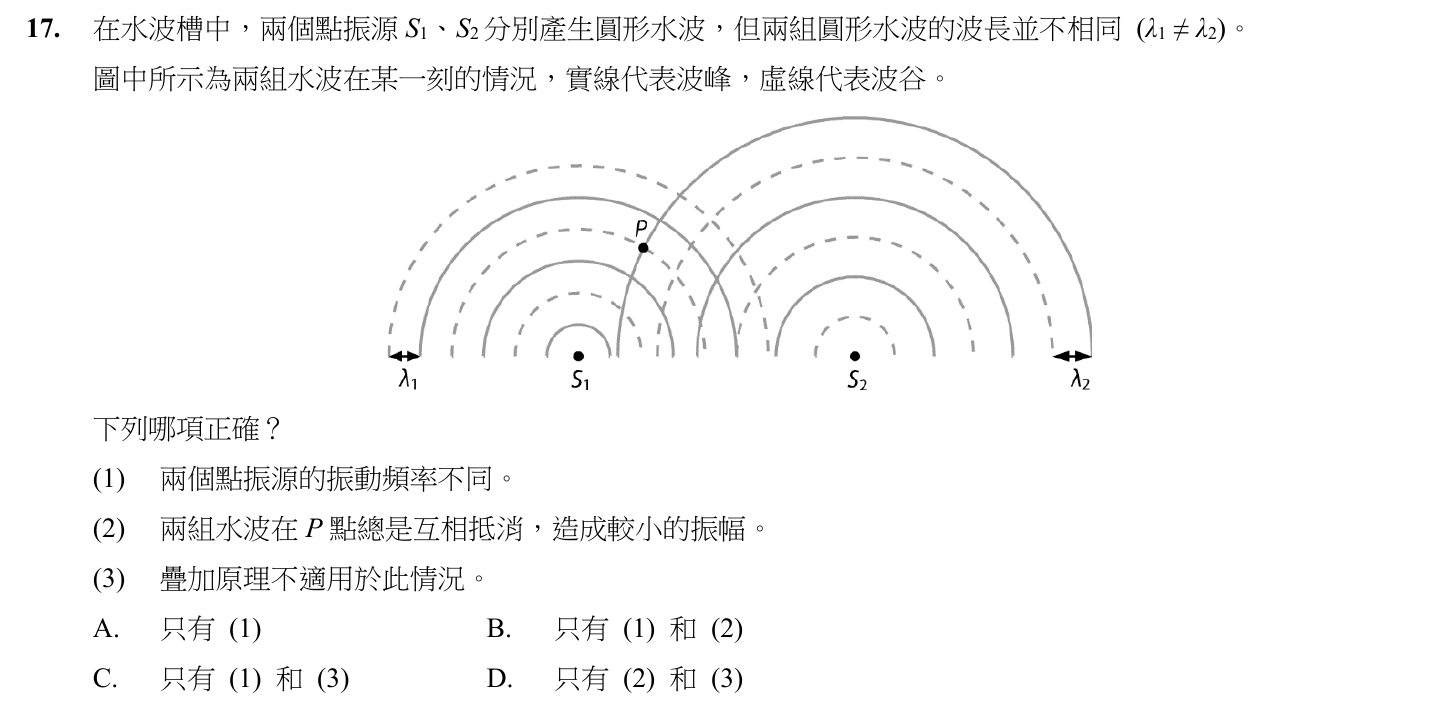 17. 在水波槽中，兩個點振源 S₁、S₂ 分別產生圓形水波，但兩組圓形水波的波長並不相同 (λ₁ ≠ λ₂)。
圖中所示為兩組水波在某一刻的情況，實線代表波峰，虛線代表波谷。
P
λ₁ S₁ S₂ λ₂
下列哪項正確？
(1) 兩個點振源的振動頻率不同。
(2) 兩組水波在 P 點總是互相抵消，造成較小的振幅。
(3) 疊加原理不適用於此情況。
A. 只有 (1) B. 只有 (1) 和 (2)
C. 只有 (1) 和 (3) D. 只有 (2) 和 (3)